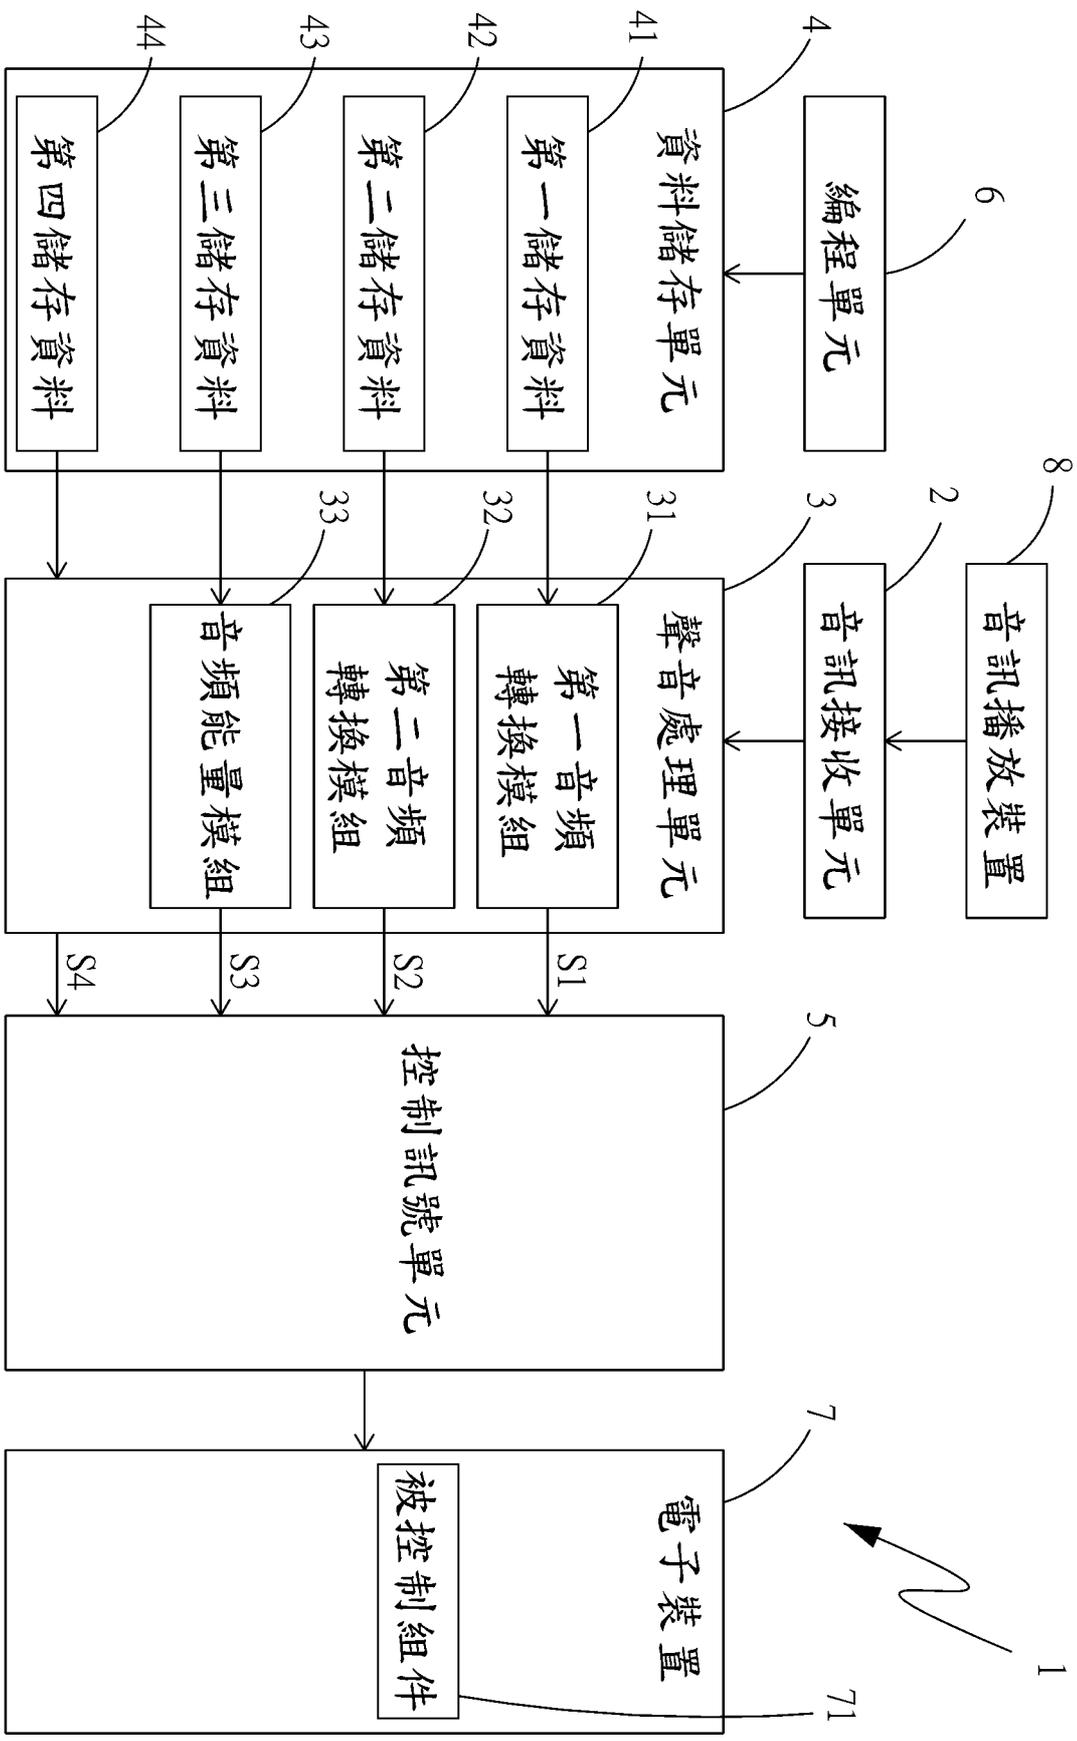 8
音訊播放裝置
1
6
編程單元
2
音訊接收單元
4
資料儲存單元
3
聲音處理單元
5
7
電子裝置
71
41
第一儲存資料
31
第一音頻
轉換模組
S1
42
第二儲存資料
32
第二音頻
轉換模組
S2
控制訊號單元
被控制組件
43
第三儲存資料
33
音頻能量模組
S3
44
第四儲存資料
S4